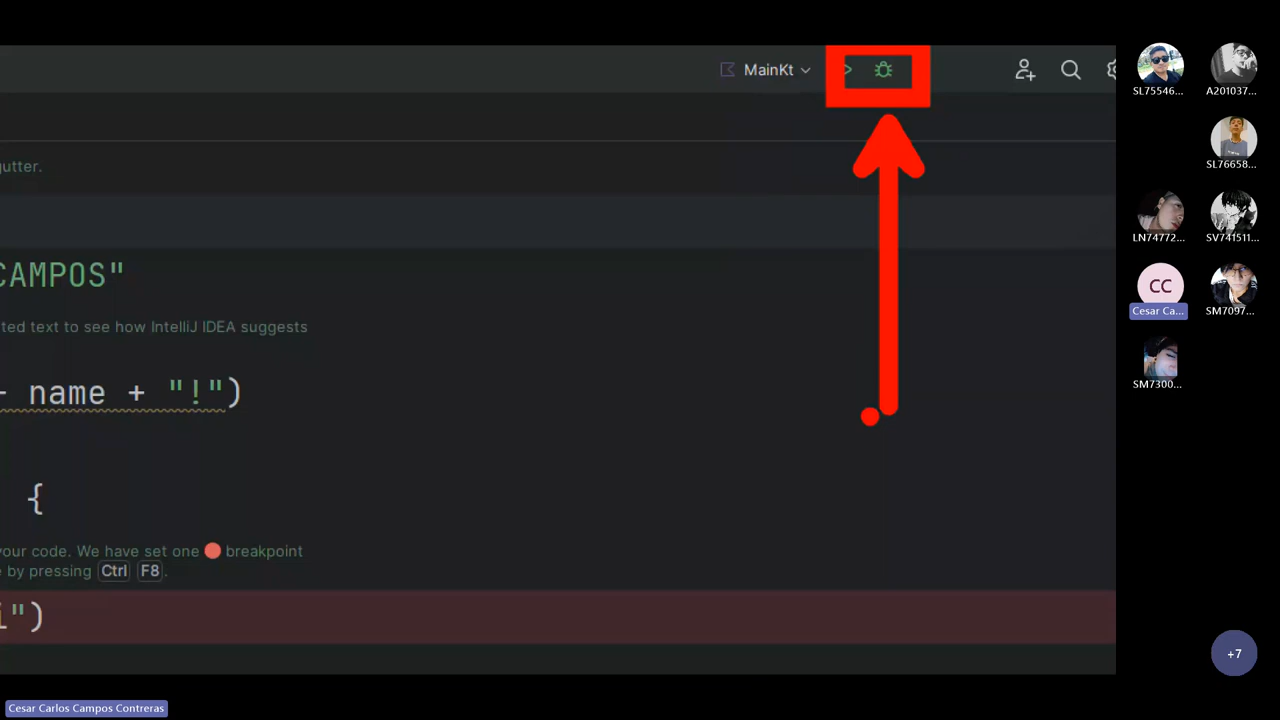 MainKt
gutter.
CAMPOS"
ted text to see how IntelliJ IDEA suggests
+ name + "!")
{
your code. We have set one breakpoint
e by pressing Ctrl F8.
i")
SL75546...
A201037...
SL76658...
LN74772...
SV741511...
CC
Cesar Ca...
SM7097...
SM7300...
+7
Cesar Carlos Campos Contreras